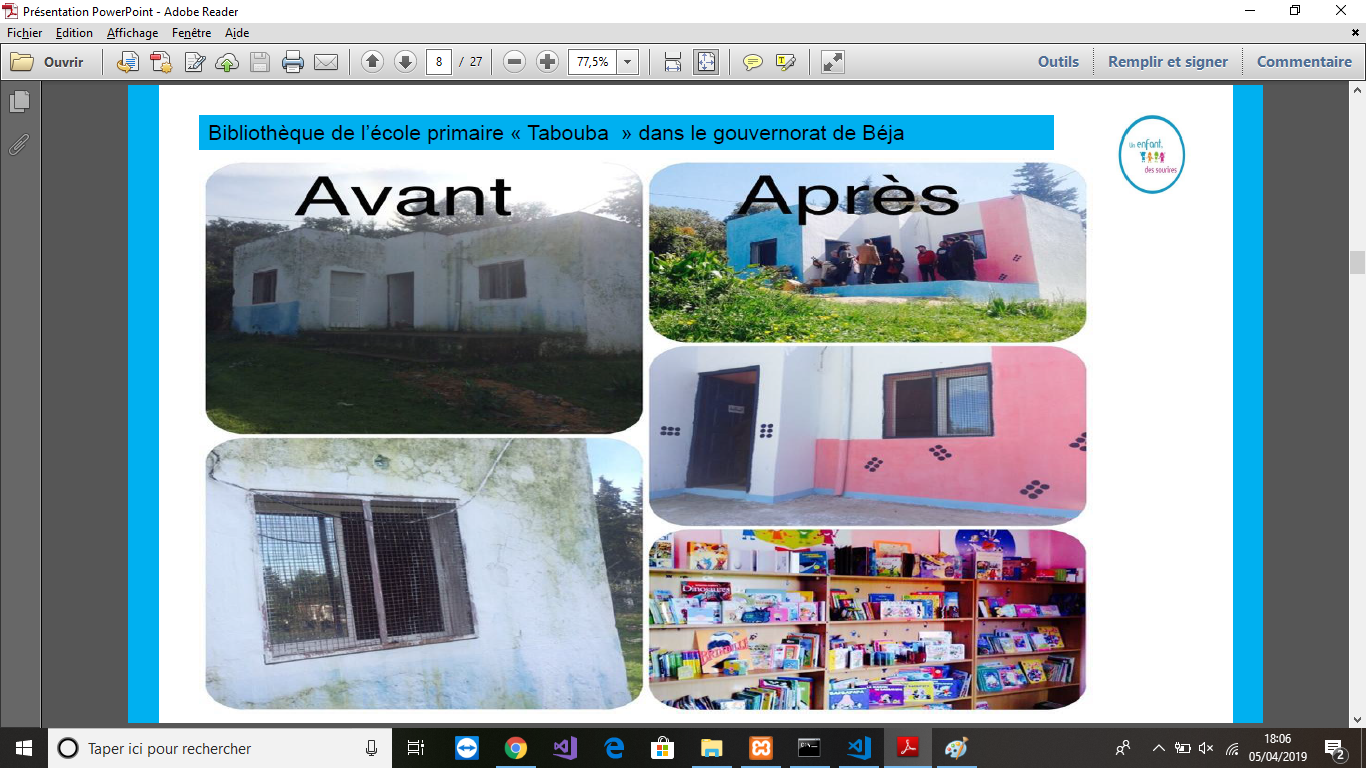 Présentation PowerPoint - Adobe Reader
Fichier Edition Affichage Fenêtre Aide
Ouvrir 8 / 27 77,5% Outils Remplir et signer Commentaire
Bibliothèque de l'école primaire « Tabouba » dans le gouvernorat de Béja
un enfant,
des sourires
Avant
Après
Dinosaures
Taper ici pour rechercher
18:06
05/04/2019
2